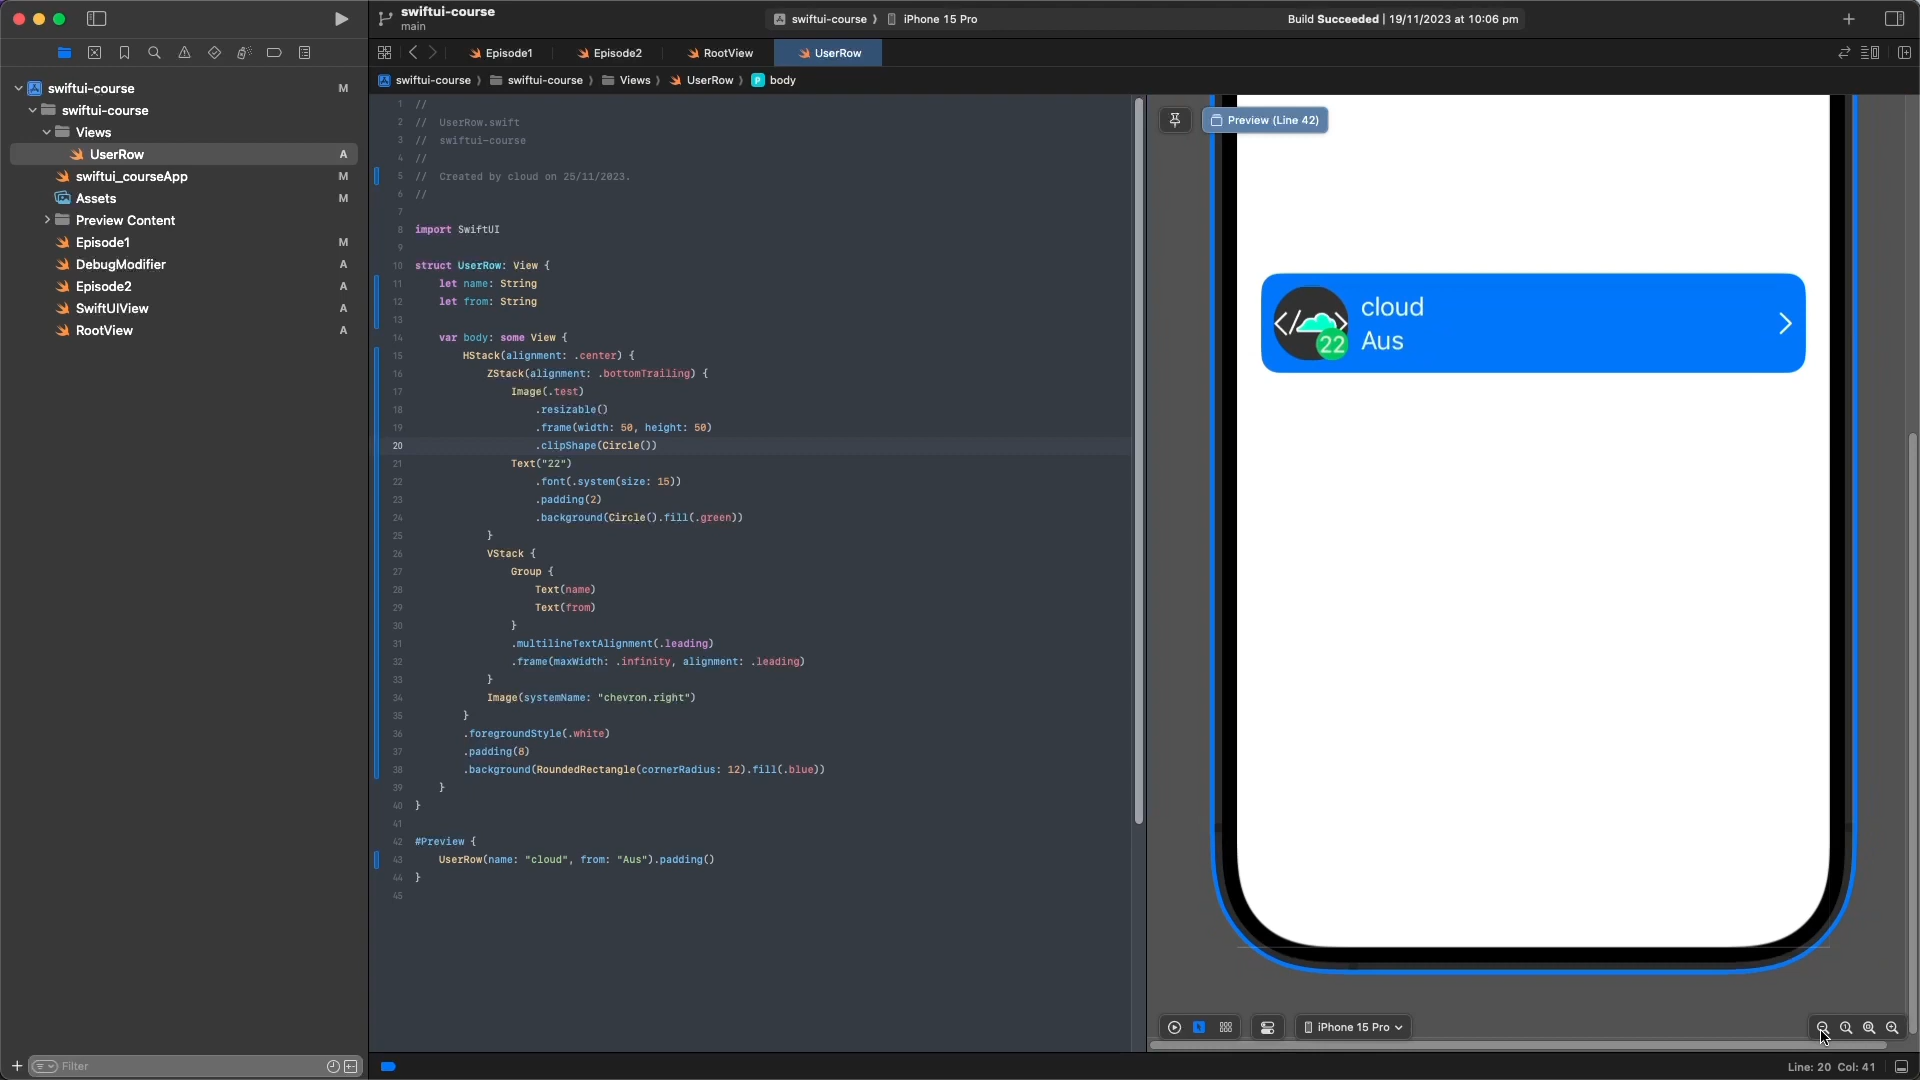 swiftui-course
main
swiftui-course 〉 iPhone 15 Pro
Build Succeeded | 19/11/2023 at 10:06 pm
Episode1
Episode2
RootView
UserRow
swiftui-course 〉 swiftui-course 〉 Views 〉 UserRow 〉 P body
swiftui-course M
swiftui-course
Views
UserRow A
swiftui_courseApp M
Assets M
Preview Content
Episode1 M
DebugModifier A
Episode2 A
SwiftUIView A
RootView A
Filter
1 //
2 //  UserRow.swift
3 //  swiftui-course
4 //
5 //  Created by cloud on 25/11/2023.
6 //
7
8 import SwiftUI
9
10 struct UserRow: View {
11     let name: String
12     let from: String
13
14     var body: some View {
15         HStack(alignment: .center) {
16             ZStack(alignment: .bottomTrailing) {
17                 Image(.test)
18                     .resizable()
19                     .frame(width: 50, height: 50)
20                     .clipShape(Circle())
21                 Text("22")
22                     .font(.system(size: 15))
23                     .padding(2)
24                     .background(Circle().fill(.green))
25             }
26             VStack {
27                 Group {
28                     Text(name)
29                     Text(from)
30                 }
31                 .multilineTextAlignment(.leading)
32                 .frame(maxWidth: .infinity, alignment: .leading)
33             }
34             Image(systemName: "chevron.right")
35         }
36         .foregroundStyle(.white)
37         .padding(8)
38         .background(RoundedRectangle(cornerRadius: 12).fill(.blue))
39     }
40 }
41
42 #Preview {
43     UserRow(name: "cloud", from: "Aus").padding()
44 }
45
Preview (Line 42)
cloud
Aus
22
iPhone 15 Pro
Line: 20 Col: 41